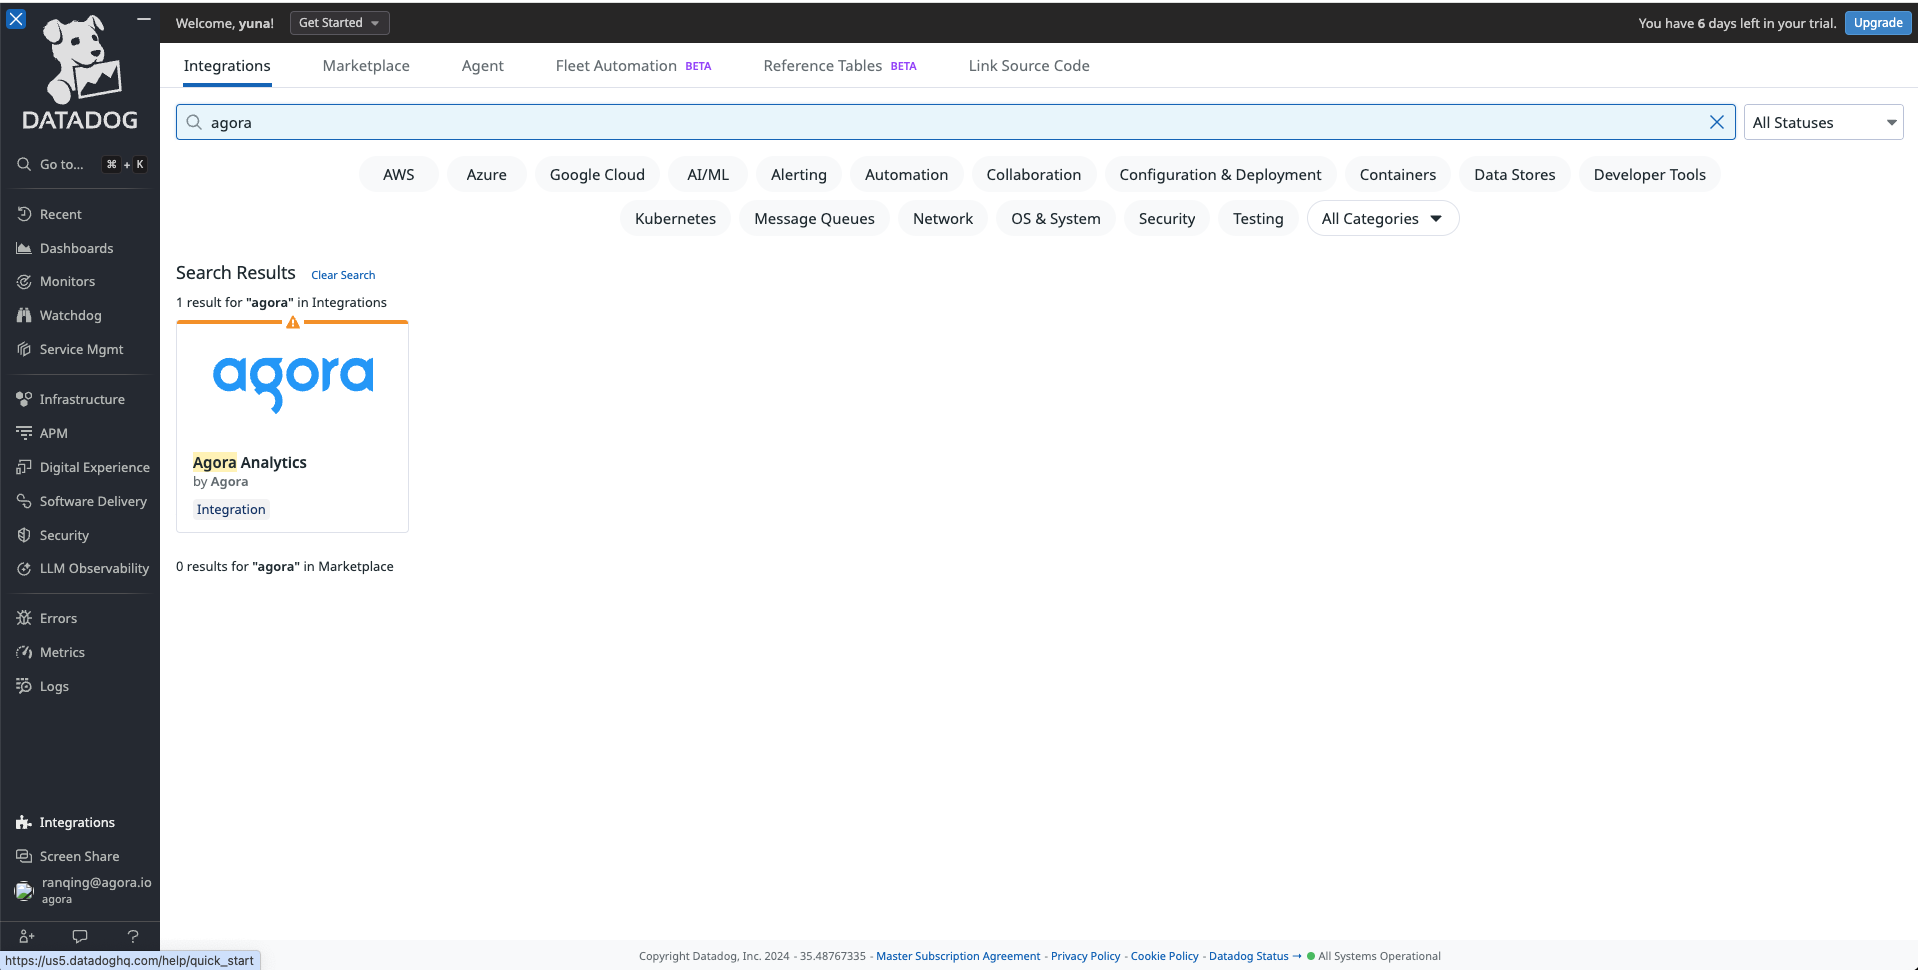 Welcome, yuna!
Get Started
You have 6 days left in your trial.
Upgrade
DATADOG
Go to...
⌘ + K
Recent
Dashboards
Monitors
Watchdog
Service Mgmt
Infrastructure
APM
Digital Experience
Software Delivery
Security
LLM Observability
Errors
Metrics
Logs
Integrations
Screen Share
ranqing@agora.io
agora
https://us5.datadoghq.com/help/quick_start
Integrations
Marketplace
Agent
Fleet Automation BETA
Reference Tables BETA
Link Source Code
agora
All Statuses
AWS
Azure
Google Cloud
AI/ML
Alerting
Automation
Collaboration
Configuration & Deployment
Containers
Data Stores
Developer Tools
Kubernetes
Message Queues
Network
OS & System
Security
Testing
All Categories
Search Results
Clear Search
1 result for "agora" in Integrations
agora
Agora Analytics
by Agora
Integration
0 results for "agora" in Marketplace
Copyright Datadog, Inc. 2024 - 35.48767335 - Master Subscription Agreement - Privacy Policy - Cookie Policy - Datadog Status → All Systems Operational